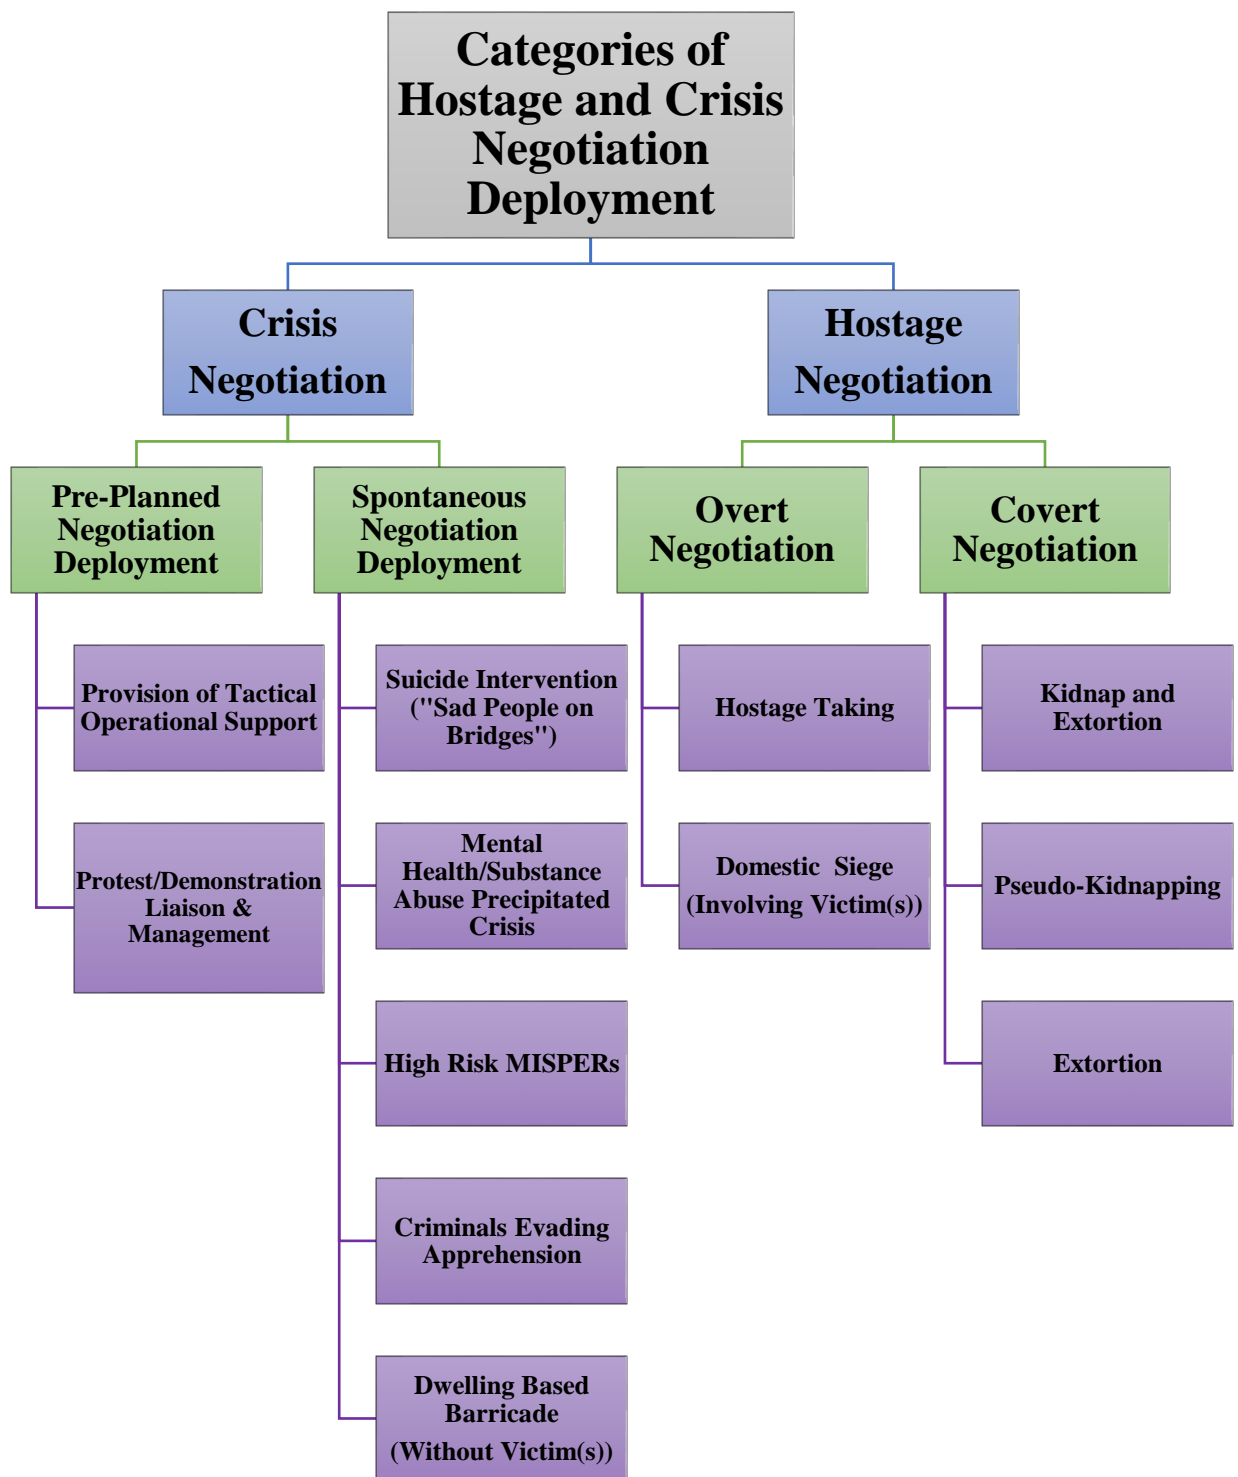 Categories of
Hostage and Crisis
Negotiation
Deployment
Crisis
Negotiation
Hostage
Negotiation
Pre-Planned
Negotiation
Deployment
Spontaneous
Negotiation
Deployment
Overt
Negotiation
Covert
Negotiation
Provision of Tactical
Operational Support
Protest/Demonstration
Liaison &
Management
Suicide Intervention
("Sad People on
Bridges")
Mental
Health/Substance
Abuse Precipitated
Crisis
High Risk MISPERs
Criminals Evading
Apprehension
Dwelling Based
Barricade
(Without Victim(s))
Hostage Taking
Domestic Siege
(Involving Victim(s))
Kidnap and
Extortion
Pseudo-Kidnapping
Extortion